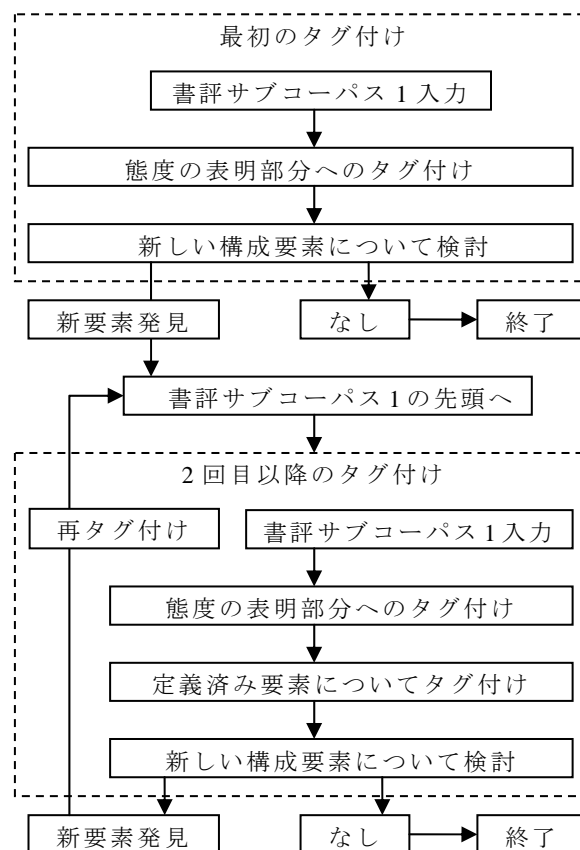 最初のタグ付け
書評サブコーパス1入力
態度の表明部分へのタグ付け
新しい構成要素について検討
新要素発見
なし
終了
書評サブコーパス1の先頭へ
2回目以降のタグ付け
再タグ付け
書評サブコーパス1入力
態度の表明部分へのタグ付け
定義済み要素についてタグ付け
新しい構成要素について検討
新要素発見
なし
終了